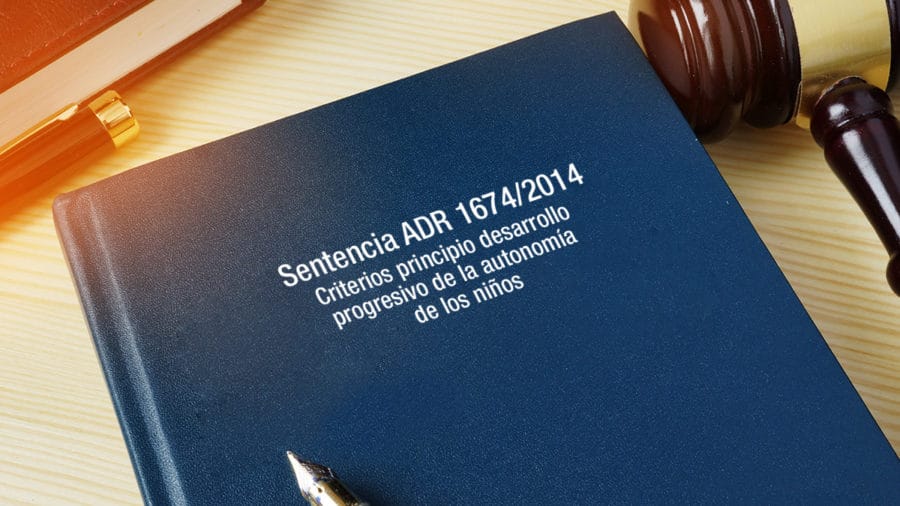 Sentencia ADR 1674/2014
Criterios principio desarrollo
progresivo de la autonomía
de los niños